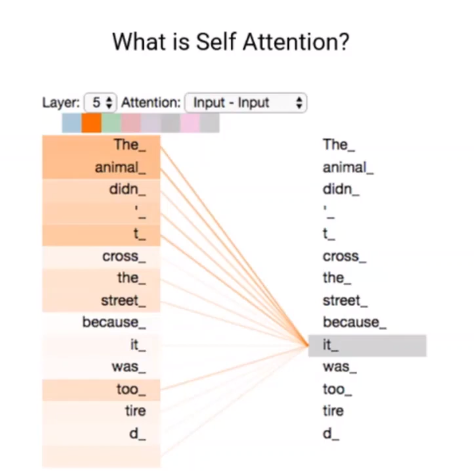 What is Self Attention?
Layer: 5 Attention: Input - Input
The_ The_
animal_ animal_
didn_ didn_
'_ '_
t_ t_
cross_ cross_
the_ the_
street_ street_
because_ because_
it_ it_
was_ was_
too_ too_
tire tire
d_ d_